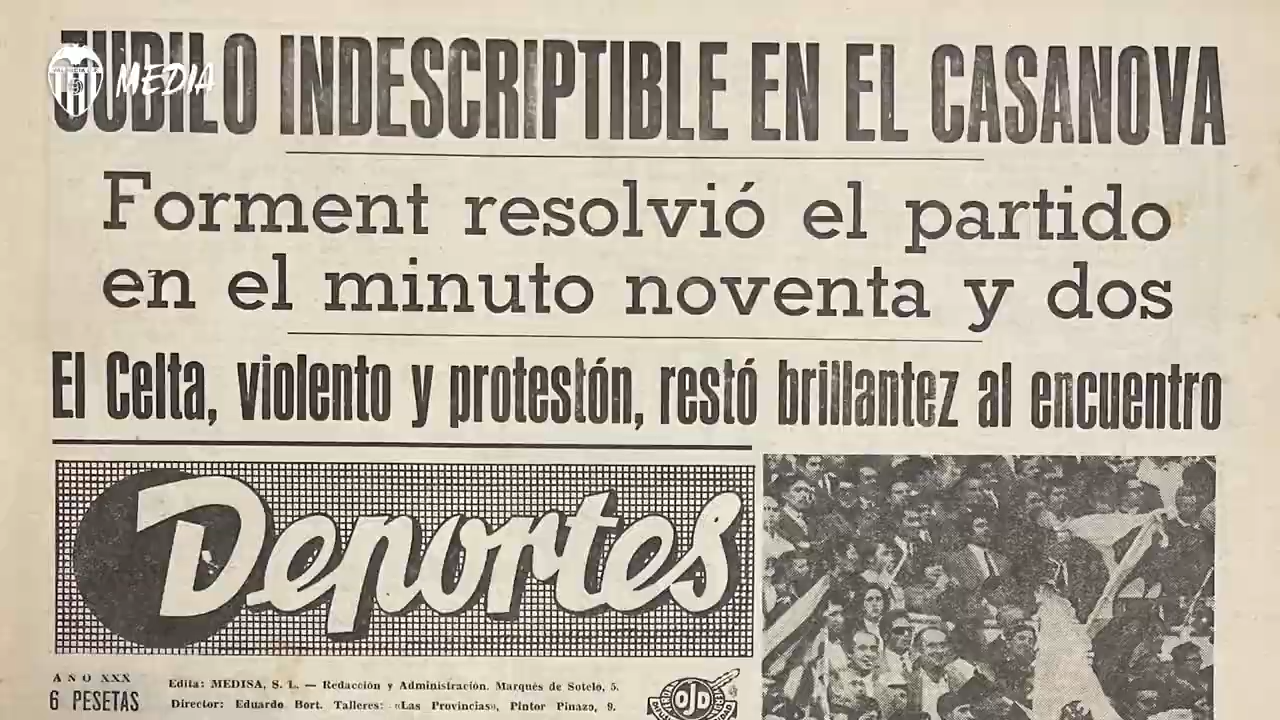 JUBILO INDESCRIPTIBLE EN EL CASANOVA
MEDIA
Forment resolvió el partido
en el minuto noventa y dos
El Celta, violento y protestón, restó brillantez al encuentro
Deportes
AÑO XXX
6 PESETAS
Edita: MEDISA, S. L. — Redacción y Administración. Marqués de Sotelo, 5.
Director: Eduardo Bort. Talleres: «Las Provincias», Pintor Pinazo, 9.
OJD